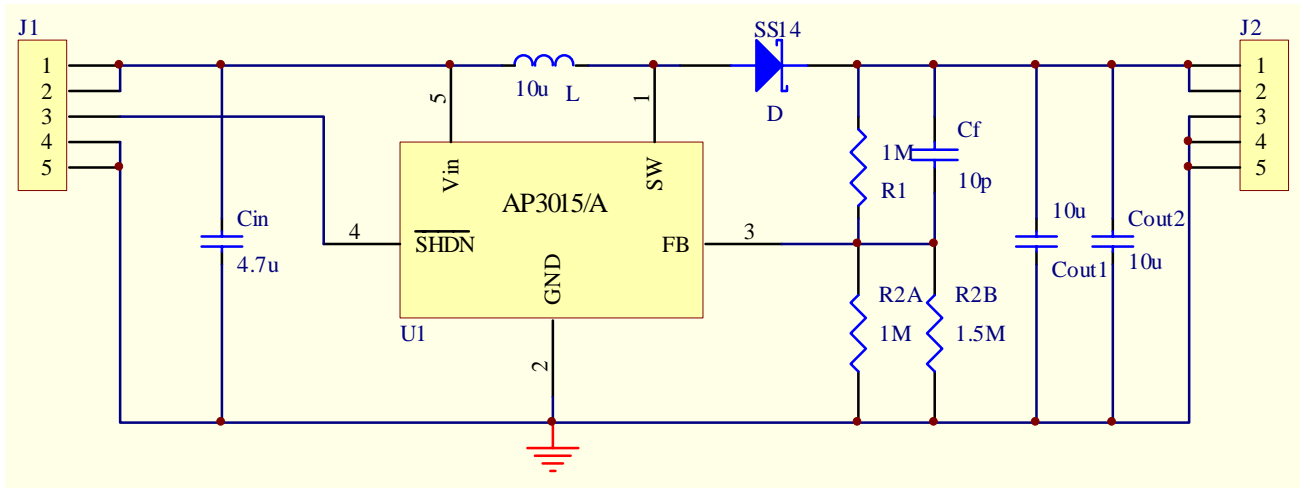 J1
1
2
3
4
5
Cin
4.7u
10u
L
5
Vin
1
SW
AP3015/A
4
SHDN
FB
3
GND
U1
2
SS14
D
1M
R1
Cf
10p
R2A
1M
R2B
1.5M
10u
Cout1
Cout2
10u
J2
1
2
3
4
5